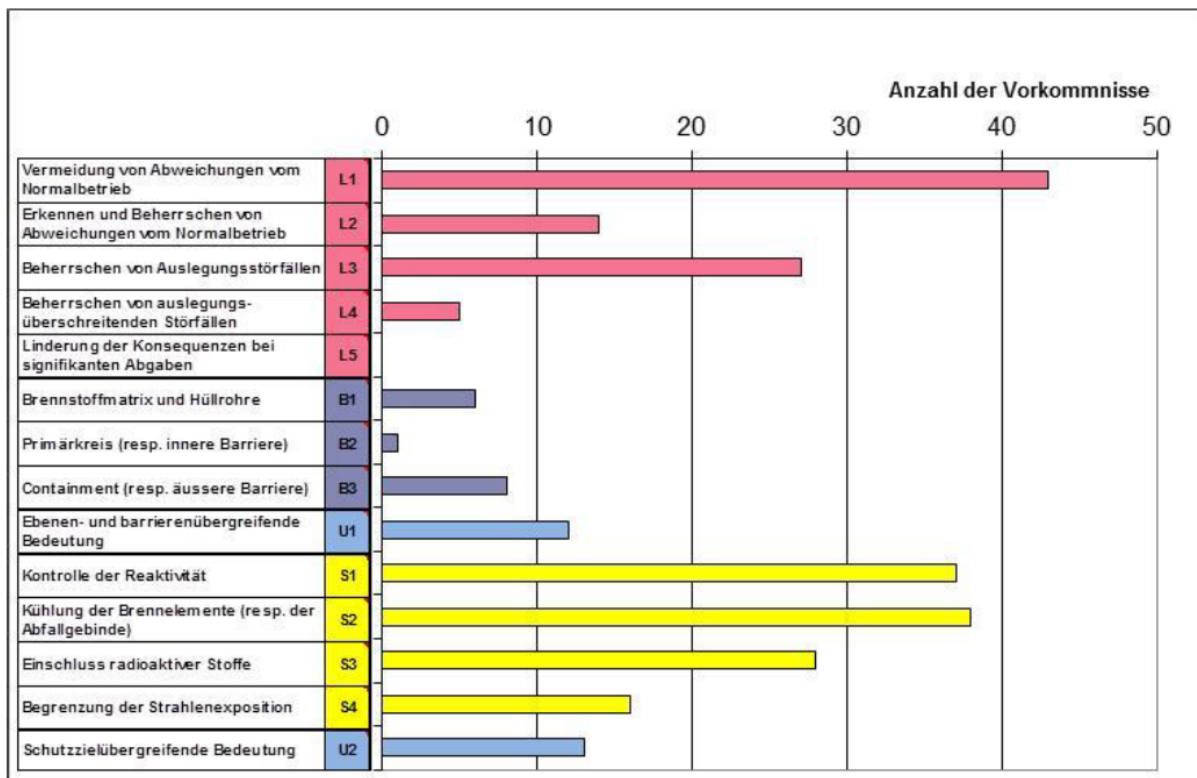 Anzahl der Vorkommnisse
0 10 20 30 40 50
Vermeidung von Abweichungen vom
Normalbetrieb
L1
Erkennen und Beherrschen von
Abweichungen vom Normalbetrieb
L2
Beherrschen von Auslegungsstörfällen
L3
Beherrschen von auslegungs-
überschreitenden Störfällen
L4
Linderung der Konsequenzen bei
signifikanten Abgaben
L5
Brennstoffmatrix und Hüllrohre
B1
Primärkreis (resp. innere Barriere)
B2
Containment (resp. äussere Barriere)
B3
Ebenen- und barrierenübergreifende
Bedeutung
U1
Kontrolle der Reaktivität
S1
Kühlung der Brennelemente (resp. der
Abfallgebinde)
S2
Einschluss radioaktiver Stoffe
S3
Begrenzung der Strahlenexposition
S4
Schutzzielübergreifende Bedeutung
U2